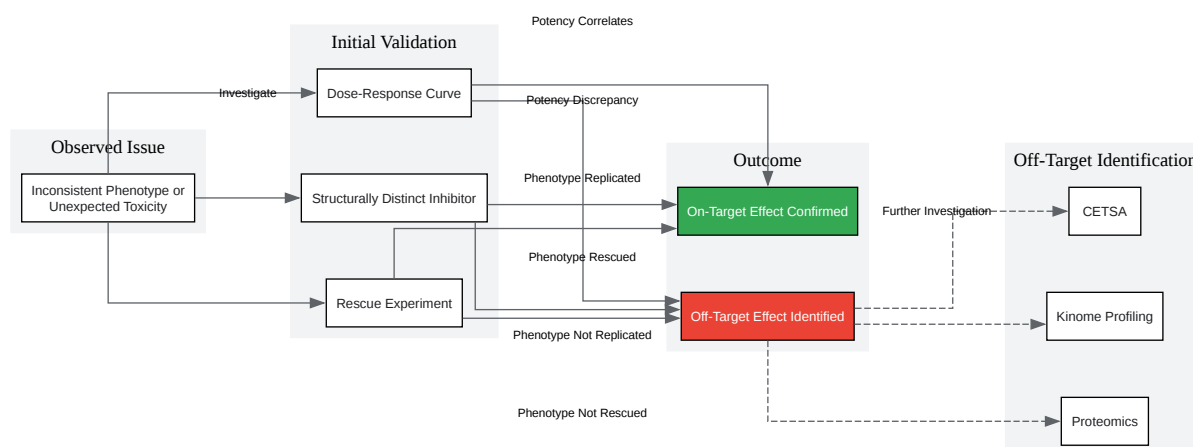 Potency Correlates
Initial Validation
Dose-Response Curve
Investigate
Potency Discrepancy
Observed Issue
Inconsistent Phenotype or
Unexpected Toxicity
Structurally Distinct Inhibitor
Phenotype Replicated
Outcome
On-Target Effect Confirmed
Further Investigation
Off-Target Identification
CETSA
Phenotype Rescued
Rescue Experiment
Off-Target Effect Identified
Kinome Profiling
Phenotype Not Replicated
Phenotype Not Rescued
Proteomics